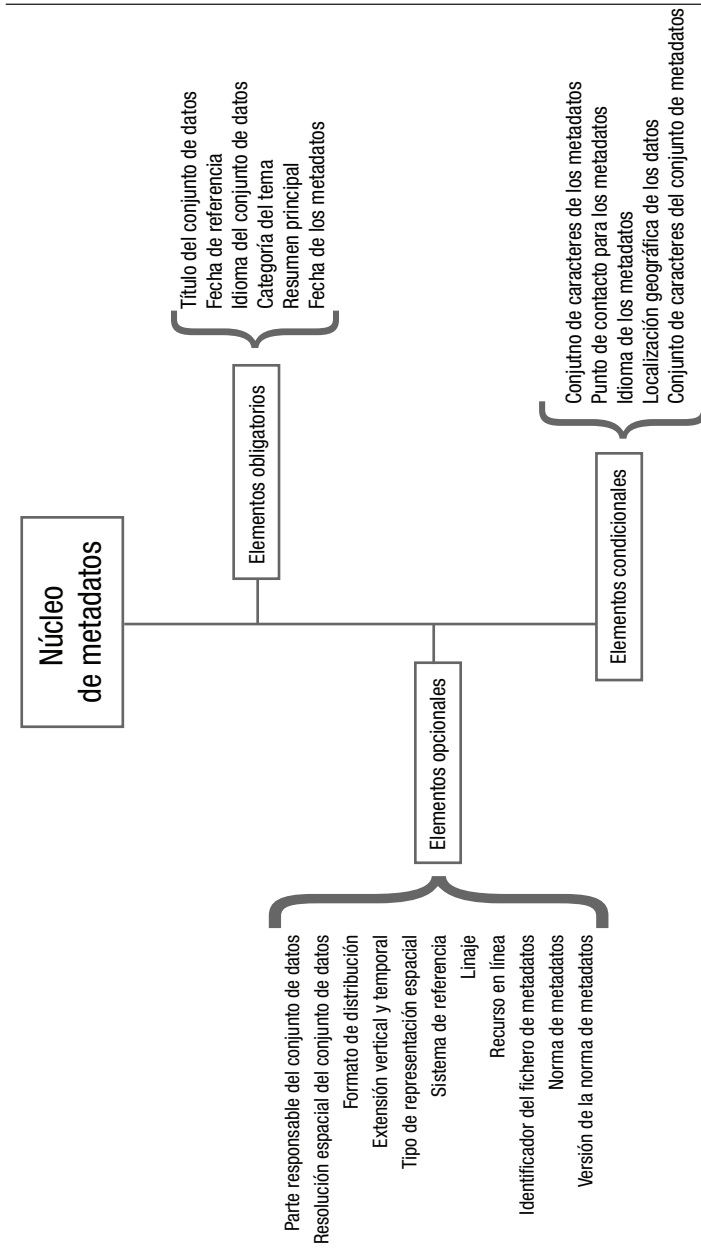 Núcleo
de metadatos
Elementos obligatorios
Título del conjunto de datos
Fecha de referencia
Idioma del conjunto de datos
Categoría del tema
Resumen principal
Fecha de los metadatos
Elementos opcionales
Parte responsable del conjunto de datos
Resolución espacial del conjunto de datos
Formato de distribución
Extensión vertical y temporal
Tipo de representación espacial
Sistema de referencia
Linaje
Recurso en línea
Identificador del fichero de metadatos
Norma de metadatos
Versión de la norma de metadatos
Elementos condicionales
Conjutno de caracteres de los metadatos
Punto de contacto para los metadatos
Idioma de los metadatos
Localización geográfica de los datos
Conjunto de caracteres del conjunto de metadatos